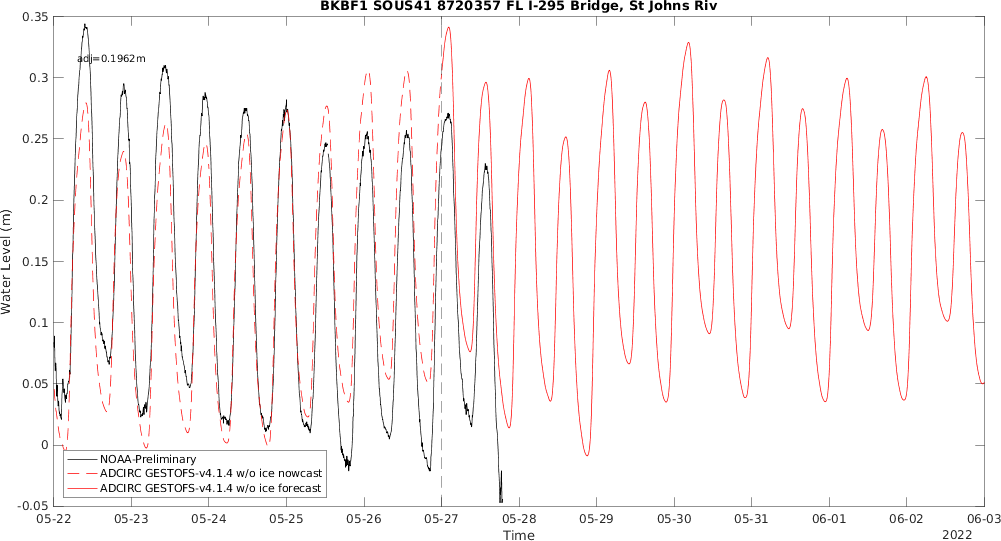 BKBF1 SOUS41 8720357 FL I-295 Bridge, St Johns Riv
0.35
adj=0.1962m
0.3
0.25
0.2
0.15
0.1
0.05
0
-0.05
Water Level (m)
NOAA-Preliminary
ADCIRC GESTOFS-v4.1.4 w/o ice nowcast
ADCIRC GESTOFS-v4.1.4 w/o ice forecast
05-22 05-23 05-24 05-25 05-26 05-27 05-28 05-29 05-30 05-31 06-01 06-02 06-03
Time
2022